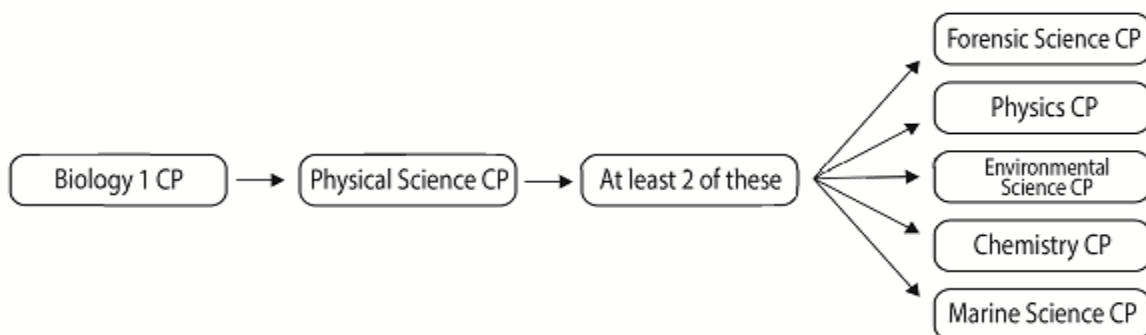 Biology 1 CP
Physical Science CP
At least 2 of these
Forensic Science CP
Physics CP
Environmental
Science CP
Chemistry CP
Marine Science CP